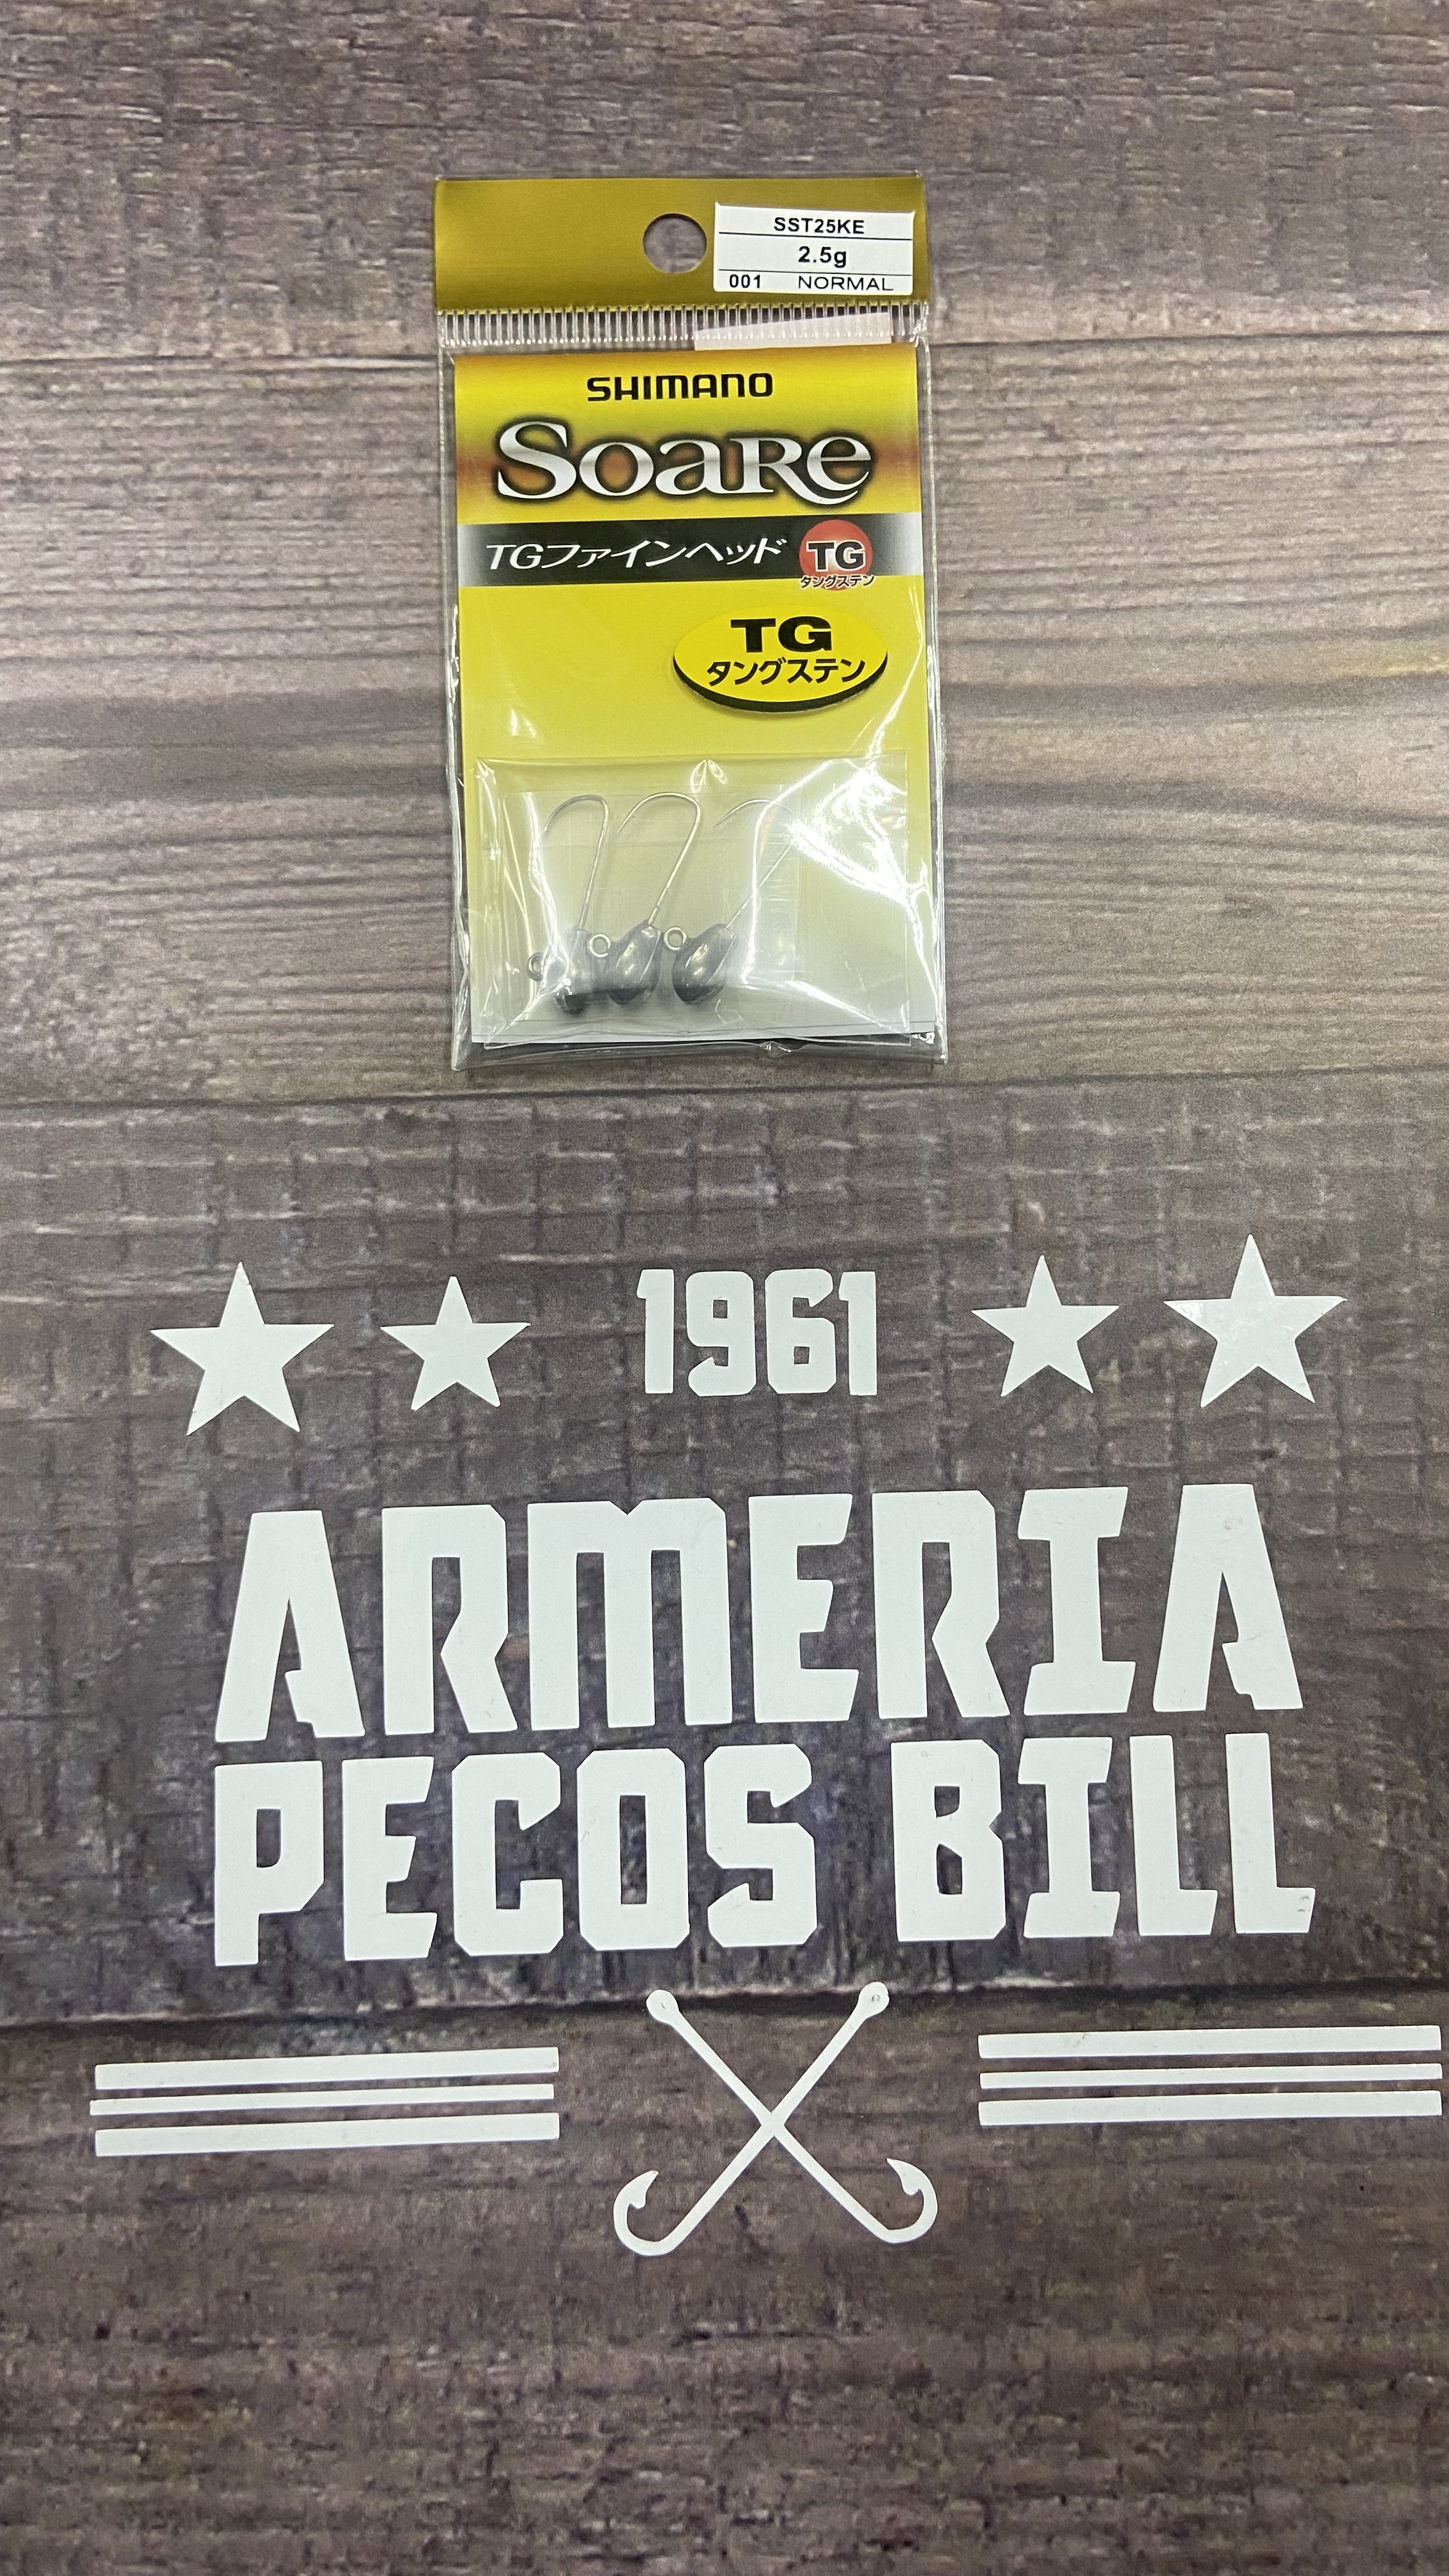 SST25KE
2.5g
001 NORMAL
SHIMANO
Soare
TGファインヘッド
TG
タングステン
TG
タングステン
1961
ARMERIA
PECOS BILL